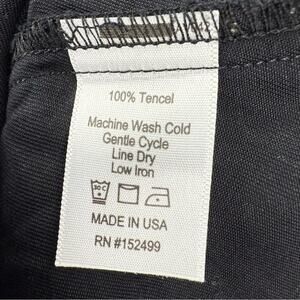 100% Tencel
Machine Wash Cold
Gentle Cycle
Line Dry
Low Iron
30 C
MADE IN USA
RN #152499